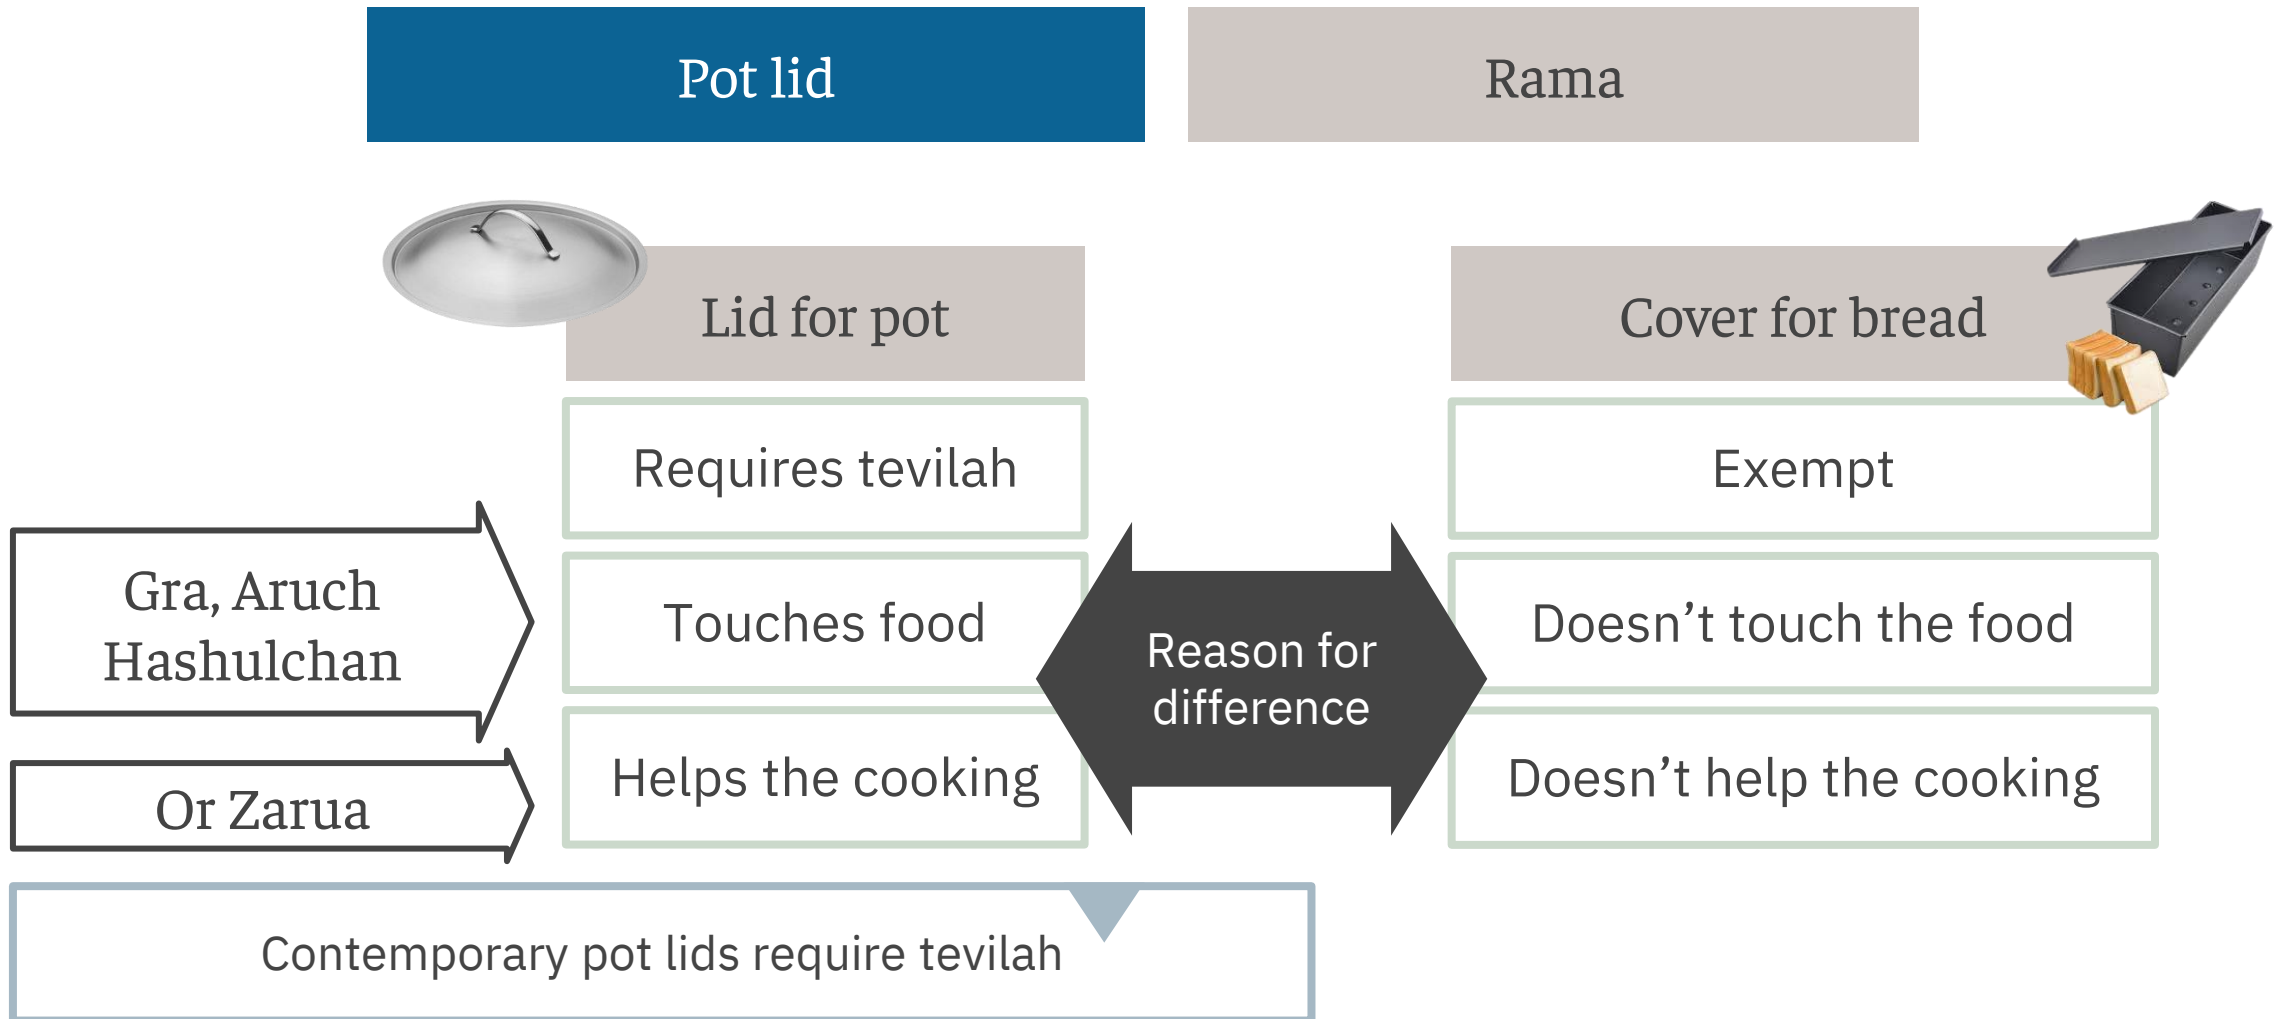 Pot lid
Rama
Lid for pot
Cover for bread
Requires tevilah
Exempt
Gra, Aruch
Hashulchan
Touches food
Reason for
difference
Doesn’t touch the food
Or Zarua
Helps the cooking
Doesn’t help the cooking
Contemporary pot lids require tevilah